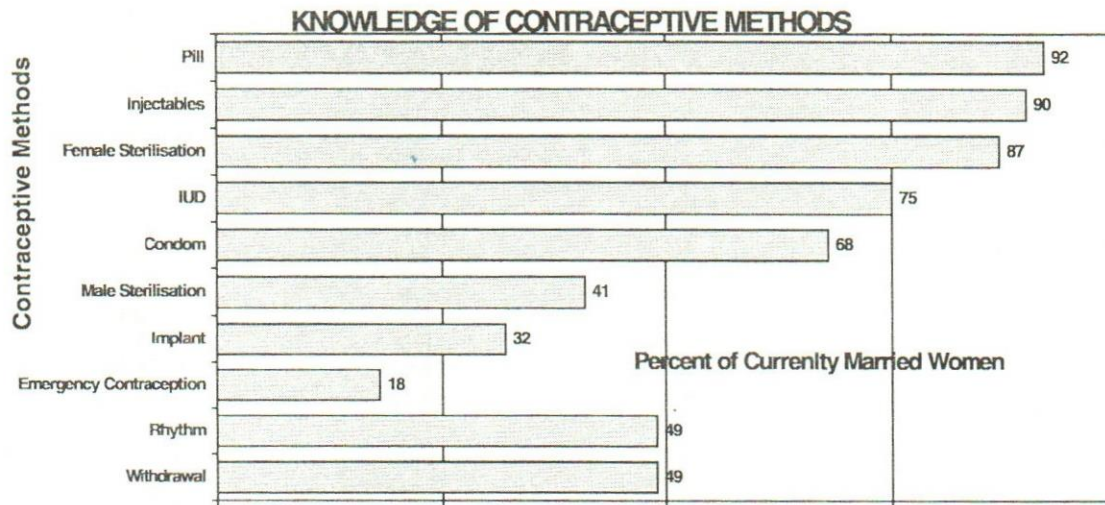 KNOWLEDGE OF CONTRACEPTIVE METHODS
Contraceptive Methods
Pill 92
Injectables 90
Female Sterilisation 87
IUD 75
Condom 68
Male Sterilisation 41
Implant 32
Percent of Currenlty Married Women
Emergency Contraception 18
Rhythm 49
Withdrawal 49